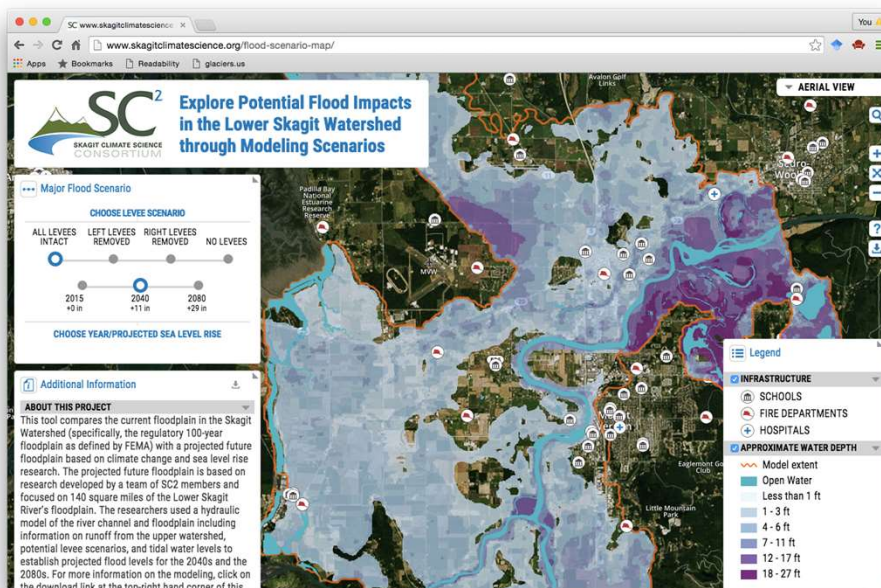 SC www.skagitclimatescience
You
www.skagitclimatescience.org/flood-scenario-map/
Apps
Bookmarks
Readability
glaciers.us
SC2
SKAGIT CLIMATE SCIENCE
CONSORTIUM
Explore Potential Flood Impacts
in the Lower Skagit Watershed
through Modeling Scenarios
Avalon Golf
Links
AERIAL VIEW
Major Flood Scenario
CHOOSE LEVEE SCENARIO
ALL LEVEES
INTACT
LEFT LEVEES
REMOVED
RIGHT LEVEES
REMOVED
NO LEVEES
2015
+0 in
2040
+11 in
2080
+29 in
CHOOSE YEAR/PROJECTED SEA LEVEL RISE
Padilla Bay
National
Estuarine
Research
Reserve
MVW
Additional Information
ABOUT THIS PROJECT
This tool compares the current floodplain in the Skagit
Watershed (specifically, the regulatory 100-year
floodplain as defined by FEMA) with a projected future
floodplain based on climate change and sea level rise
research. The projected future floodplain is based on
research developed by a team of SC2 members and
focused on 140 square miles of the Lower Skagit
River's floodplain. The researchers used a hydraulic
model of the river channel and floodplain including
information on runoff from the upper watershed,
potential levee scenarios, and tidal water levels to
establish projected flood levels for the 2040s and the
2080s. For more information on the modeling, click on
the download link at the top-right hand corner of this
Eaglemont Go
Club
Little Mountain
Park
Legend
INFRASTRUCTURE
SCHOOLS
FIRE DEPARTMENTS
HOSPITALS
APPROXIMATE WATER DEPTH
Model extent
Open Water
Less than 1 ft
1 - 3 ft
4 - 6 ft
7 - 11 ft
12 - 17 ft
18 - 27 ft